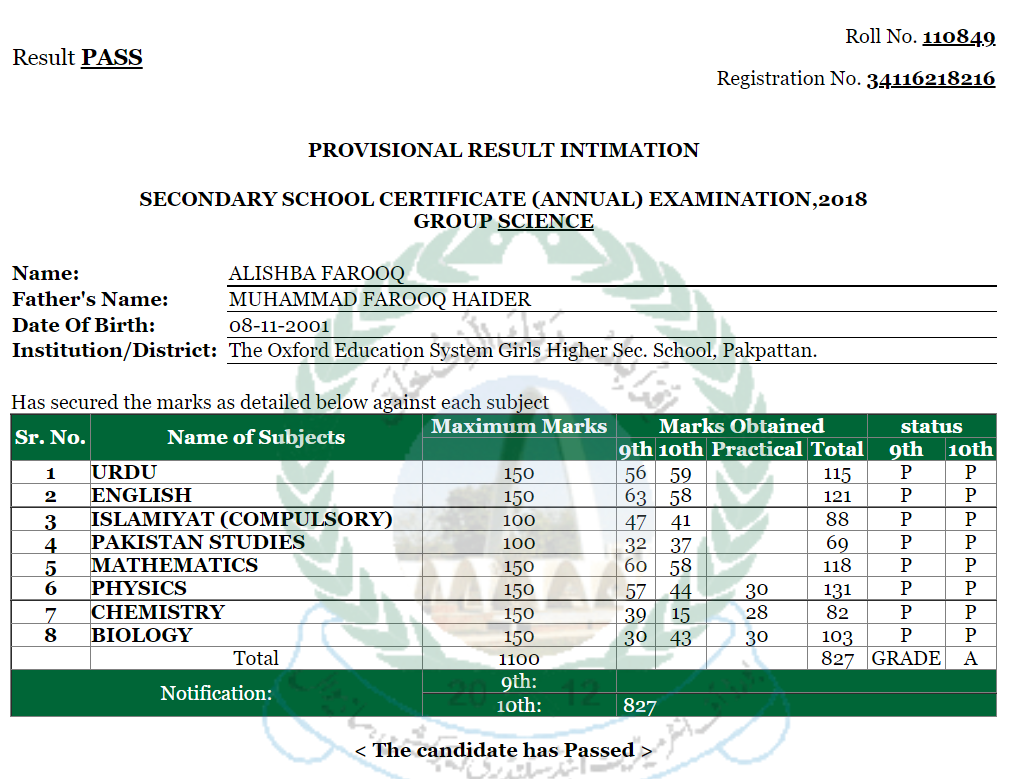 Roll No. 110849
Result PASS
Registration No. 34116218216
PROVISIONAL RESULT INTIMATION
SECONDARY SCHOOL CERTIFICATE (ANNUAL) EXAMINATION,2018
GROUP SCIENCE
Name: ALISHBA FAROOQ
Father's Name: MUHAMMAD FAROOQ HAIDER
Date Of Birth: 08-11-2001
Institution/District: The Oxford Education System Girls Higher Sec. School, Pakpattan.
Has secured the marks as detailed below against each subject
Sr. No. Name of Subjects Maximum Marks Marks Obtained status
9th 10th Practical Total 9th 10th
1 URDU 150 56 59 115 P P
2 ENGLISH 150 63 58 121 P P
3 ISLAMIYAT (COMPULSORY) 100 47 41 88 P P
4 PAKISTAN STUDIES 100 32 37 69 P P
5 MATHEMATICS 150 60 58 118 P P
6 PHYSICS 150 57 44 30 131 P P
7 CHEMISTRY 150 39 15 28 82 P P
8 BIOLOGY 150 30 43 30 103 P P
Total 1100 827 GRADE A
Notification: 9th:
20 12
10th: 827
< The candidate has Passed >